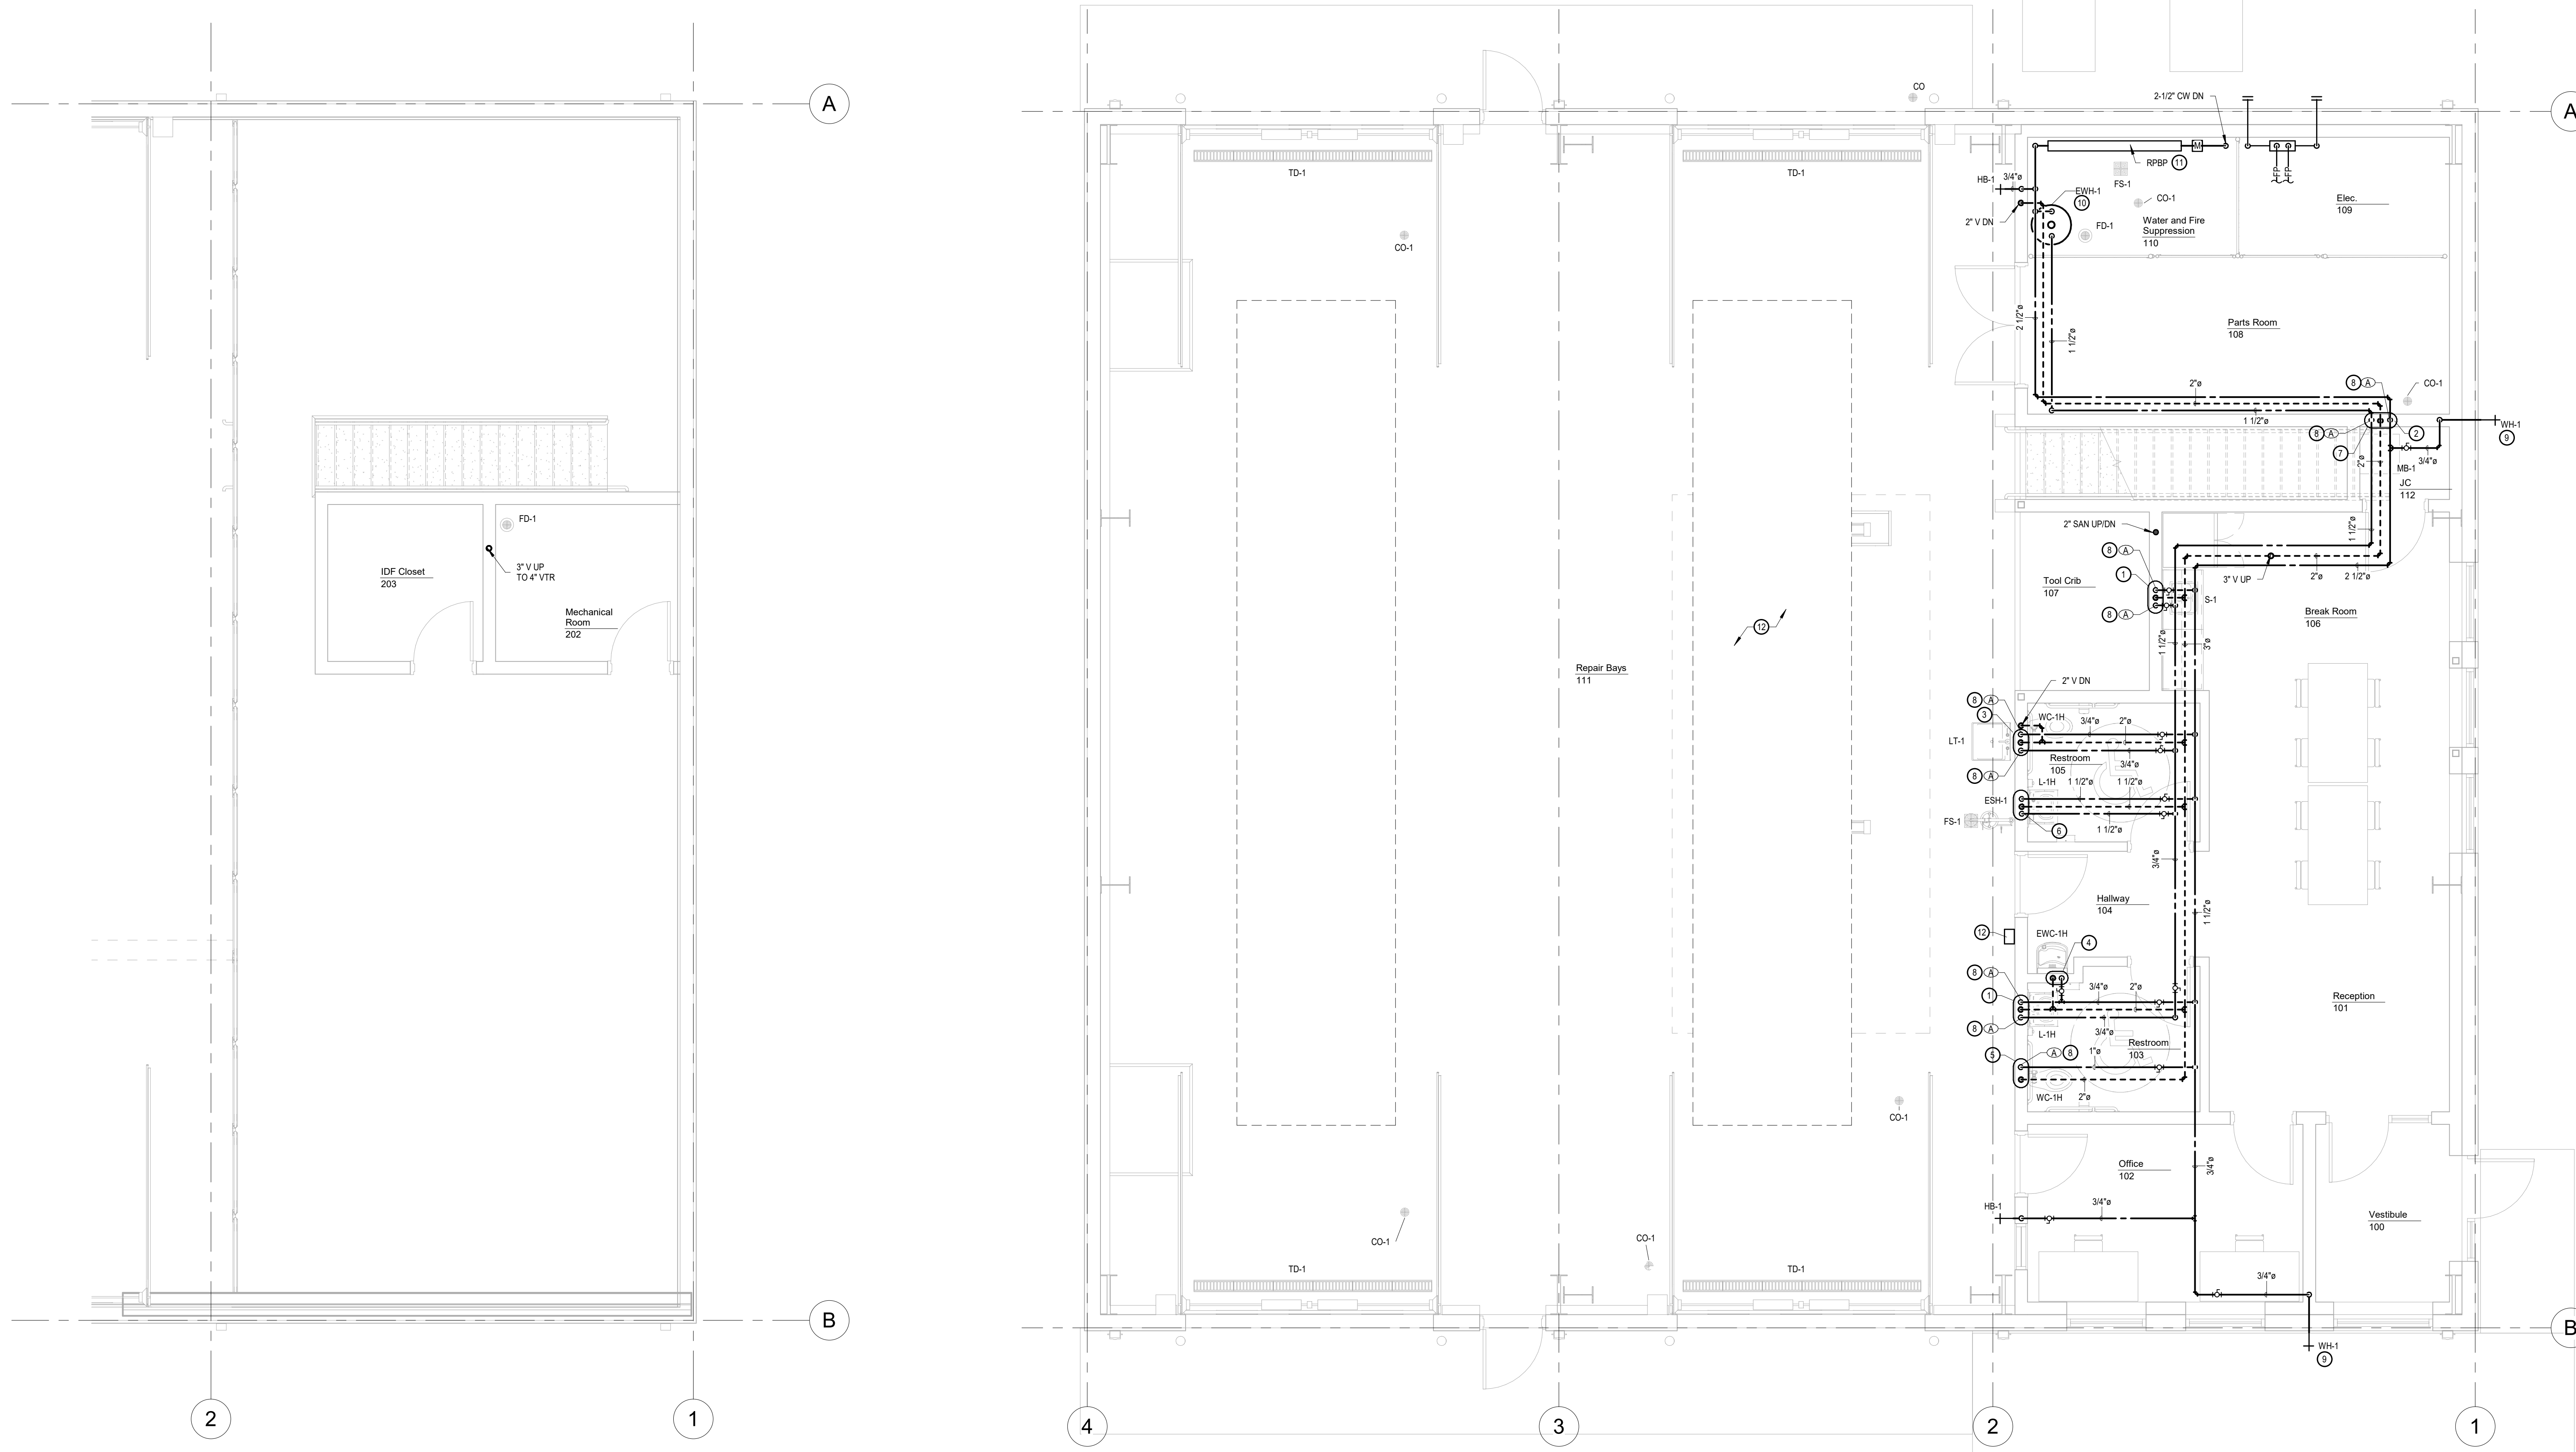 A
B
2
1
FD-1
3" V UP
TO 4" VTR
IDF Closet
203
Mechanical
Room
202
CO
2-1/2" CW DN
A
TD-1
TD-1
RPBP
11
M
FP
FP
FS-1
HB-1
3/4"ø
EWH-1
10
CO-1
Elec.
109
2" V DN
Water and Fire
Suppression
110
FD-1
CO-1
2 1/2"ø
1 1/2"ø
Parts Room
108
2"ø
8
A
CO-1
1 1/2"ø
8
A
2
WH-1
9
7
2"ø
3/4"ø
MB-1
JC
112
2" SAN UP/DN
1 1/2"ø
8
A
1
3" V UP
2"ø
2 1/2"ø
Tool Crib
107
8
A
S-1
Break Room
106
12
1 1/2"ø
3"ø
Repair Bays
111
2" V DN
8
A
3
WC-1H
3/4"ø
2"ø
LT-1
Restroom
105
3/4"ø
8
A
L-1H
1 1/2"ø
1 1/2"ø
ESH-1
FS-1
6
1 1/2"ø
3/4"ø
Hallway
104
1 1/2"ø
12
EWC-1H
4
8
A
3/4"ø
2"ø
1
Reception
101
8
A
L-1H
3/4"ø
Restroom
103
5
A
8
1"ø
WC-1H
2"ø
CO-1
Office
102
3/4"ø
HB-1
3/4"ø
Vestibule
100
CO-1
CO-1
TD-1
TD-1
3/4"ø
B
WH-1
9
4
3
2
1